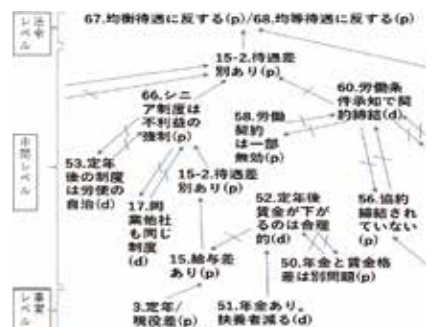 法令レベル
67.均衡待遇に反する(p)/68.均等待遇に反する(p)
15-2.待遇差
別あり(p)
66.シニ
ア制度は
不利益の
強制(p)
60.労働条
件承知で契
約締結(d).
58.労働
契約
は一部
無効(p)
中間レベル
53.定年
後の制度
は労使の
自治(d)
15-2.待遇差
別あり(p)
17.同
業他社
も同じ
制度
(d)
52.定年後
賃金が下が
るのは合理
的(d)
56.協約
締結され
ていない
(p)
15.給与差
あり(p)
50.年金と賃金格
差は別問題(p)
事実レベル
3.定年/
現役差(p)
51.年金あり。
扶養者減る(d)